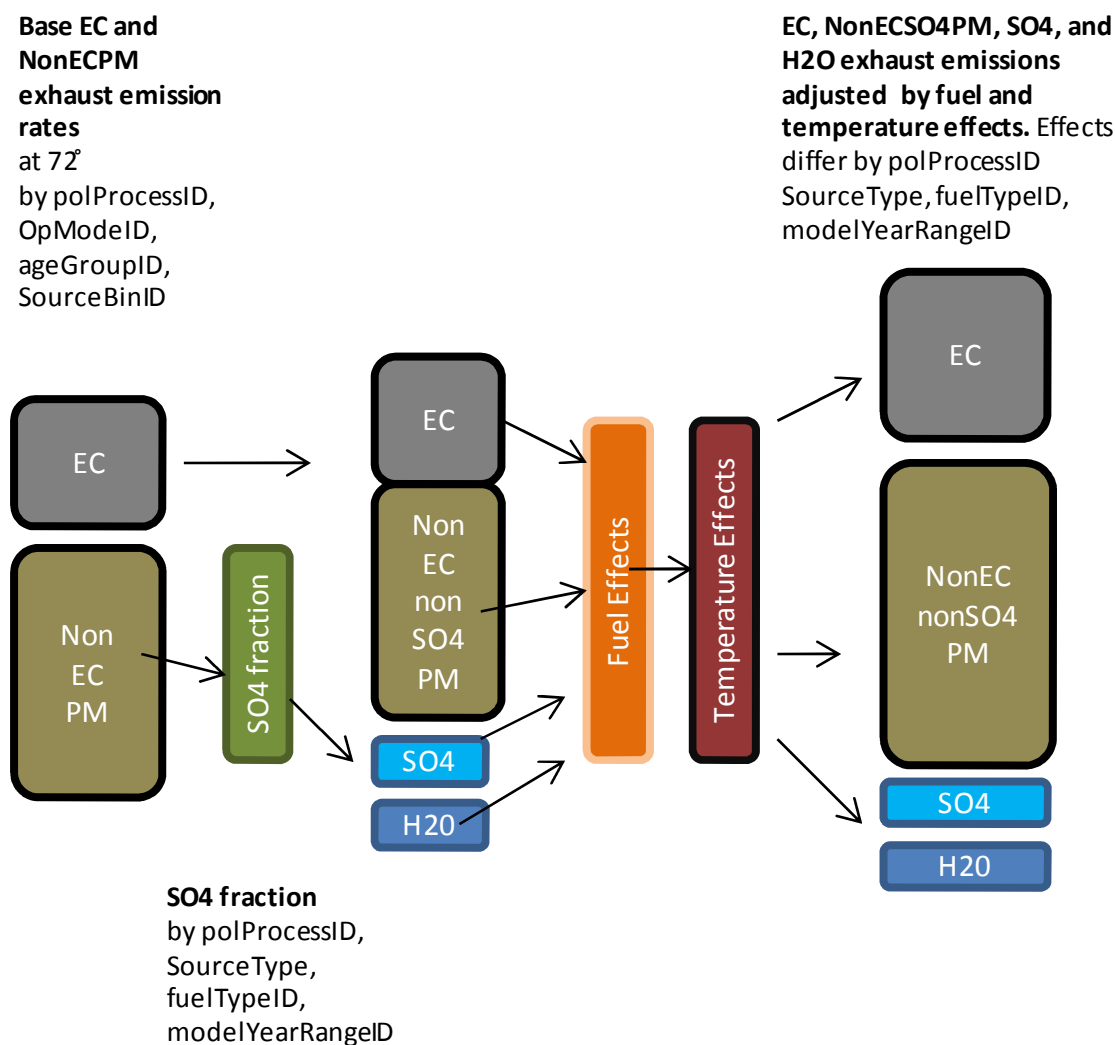 Base EC and
NonECPM
exhaust emission
rates
at 72°
by polProcessID,
OpModeID,
ageGroupID,
SourceBinID
EC, NonECSO4PM, SO4, and
H2O exhaust emissions
adjusted by fuel and
temperature effects. Effects
differ by polProcessID
SourceType, fuelTypeID,
modelYearRangeID
EC
Non
EC
PM
SO4 fraction
EC
Non
EC
non
SO4
PM
SO4
H20
Fuel Effects
Temperature Effects
EC
NonEC
nonSO4
PM
SO4
H20
SO4 fraction
by polProcessID,
SourceType,
fuelTypeID,
modelYearRangeID